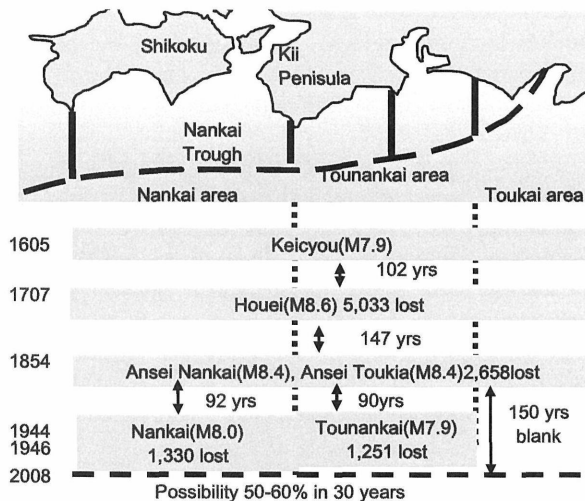 Shikoku
Kii
Penisula
Nankai
Trough
Tounankai area
Nankai area
Toukai area
1605
Keicyou(M7.9)
102 yrs
1707
Houei(M8.6) 5,033 lost
147 yrs
1854
Ansei Nankai(M8.4), Ansei Toukia(M8.4)2,658lost
92 yrs
90yrs
150 yrs
blank
1944
1946
Nankai(M8.0)
1,330 lost
Tounankai(M7.9)
1,251 lost
2008
Possibility 50-60% in 30 years